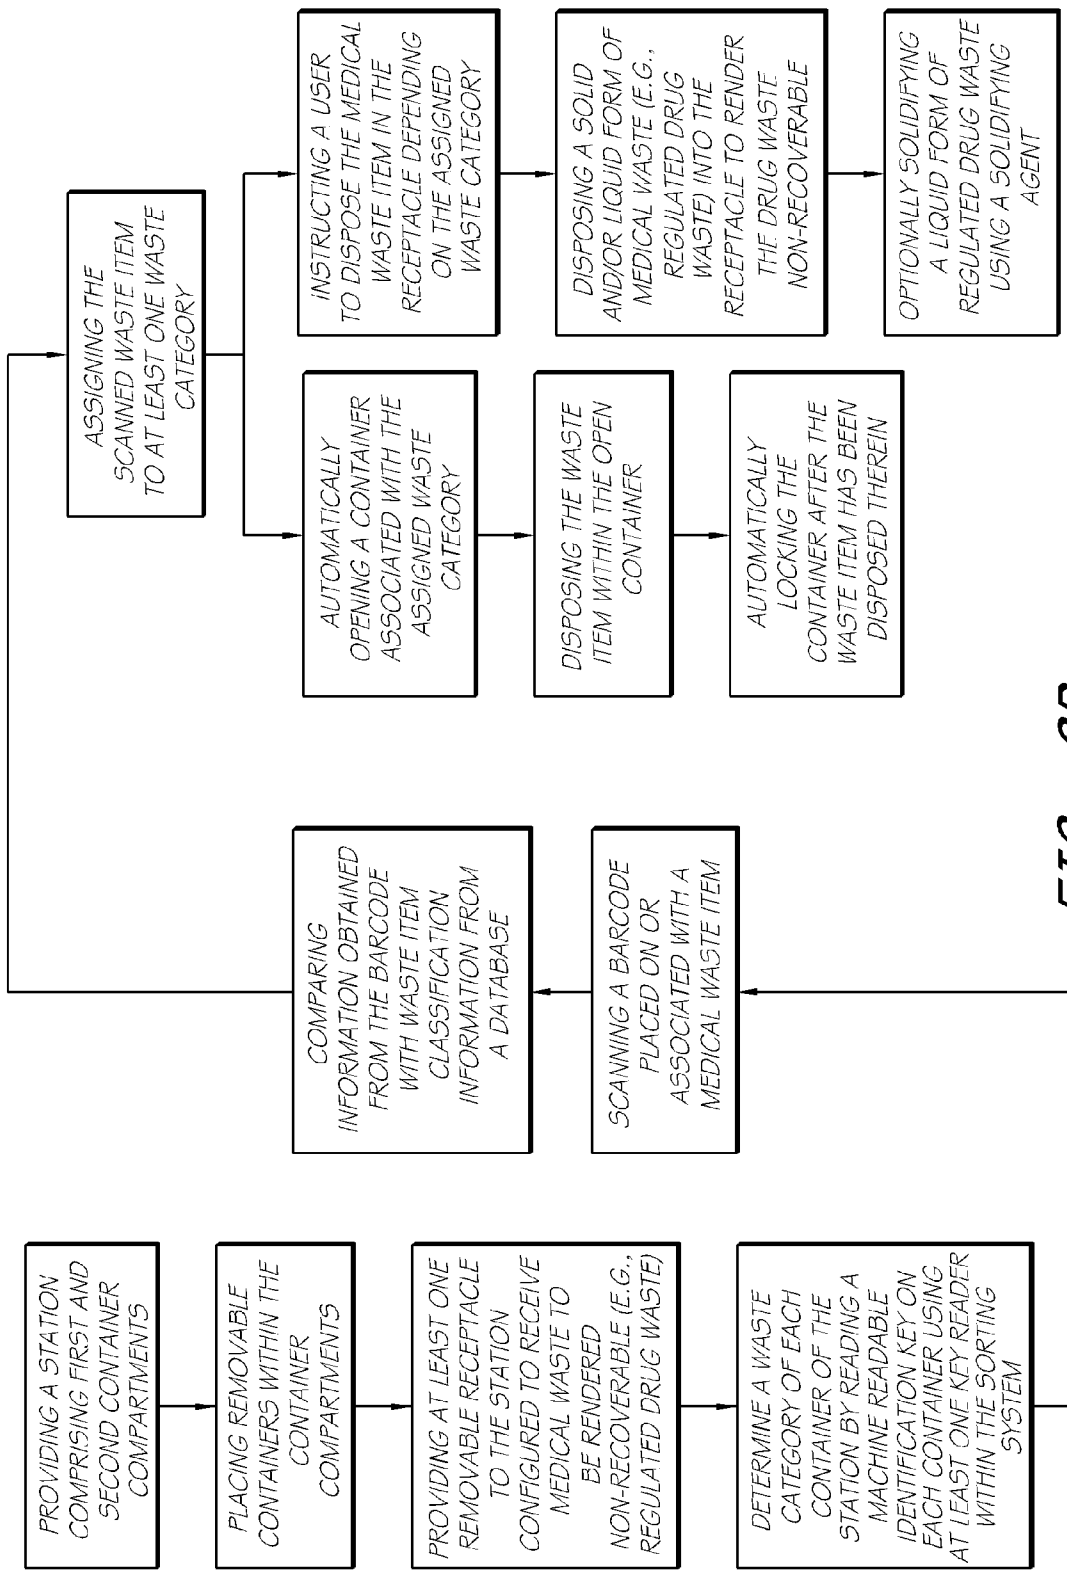 PROVIDING A STATION
COMPRISING FIRST AND
SECOND CONTAINER
COMPARTMENTS
PLACING REMOVABLE
CONTAINERS WITHIN THE
CONTAINER
COMPARTMENTS
PROVIDING AT LEAST ONE
REMOVABLE RECEPTACLE
TO THE STATION
CONFIGURED TO RECEIVE
MEDICAL WASTE TO
BE RENDERED
NON-RECOVERABLE (E.G.,
REGULATED DRUG WASTE)
DETERMINE A WASTE
CATEGORY OF EACH
CONTAINER OF THE
STATION BY READING A
MACHINE READABLE
IDENTIFICATION KEY ON
EACH CONTAINER USING
AT LEAST ONE KEY READER
WITHIN THE SORTING
SYSTEM
SCANNING A BARCODE
PLACED ON OR
ASSOCIATED WITH A
MEDICAL WASTE ITEM
COMPARING
INFORMATION OBTAINED
FROM THE BARCODE
WITH WASTE ITEM
CLASSIFICATION
INFORMATION FROM
A DATABASE
ASSIGNING THE
SCANNED WASTE ITEM
TO AT LEAST ONE WASTE
CATEGORY
AUTOMATICALLY
OPENING A CONTAINER
ASSOCIATED WITH THE
ASSIGNED WASTE
CATEGORY
DISPOSING THE WASTE
ITEM WITHIN THE OPEN
CONTAINER
AUTOMATICALLY
LOCKING THE
CONTAINER AFTER THE
WASTE ITEM HAS BEEN
DISPOSED THEREIN
INSTRUCTING A USER
TO DISPOSE THE MEDICAL
WASTE ITEM IN THE
RECEPTACLE DEPENDING
ON THE ASSIGNED
WASTE CATEGORY
DISPOSING A SOLID
AND/OR LIQUID FORM OF
MEDICAL WASTE (E.G.,
REGULATED DRUG
WASTE) INTO THE
RECEPTACLE TO RENDER
THE DRUG WASTE
NON-RECOVERABLE
OPTIONALLY SOLIDIFYING
A LIQUID FORM OF
REGULATED DRUG WASTE
USING A SOLIDIFYING
AGENT
FIG.